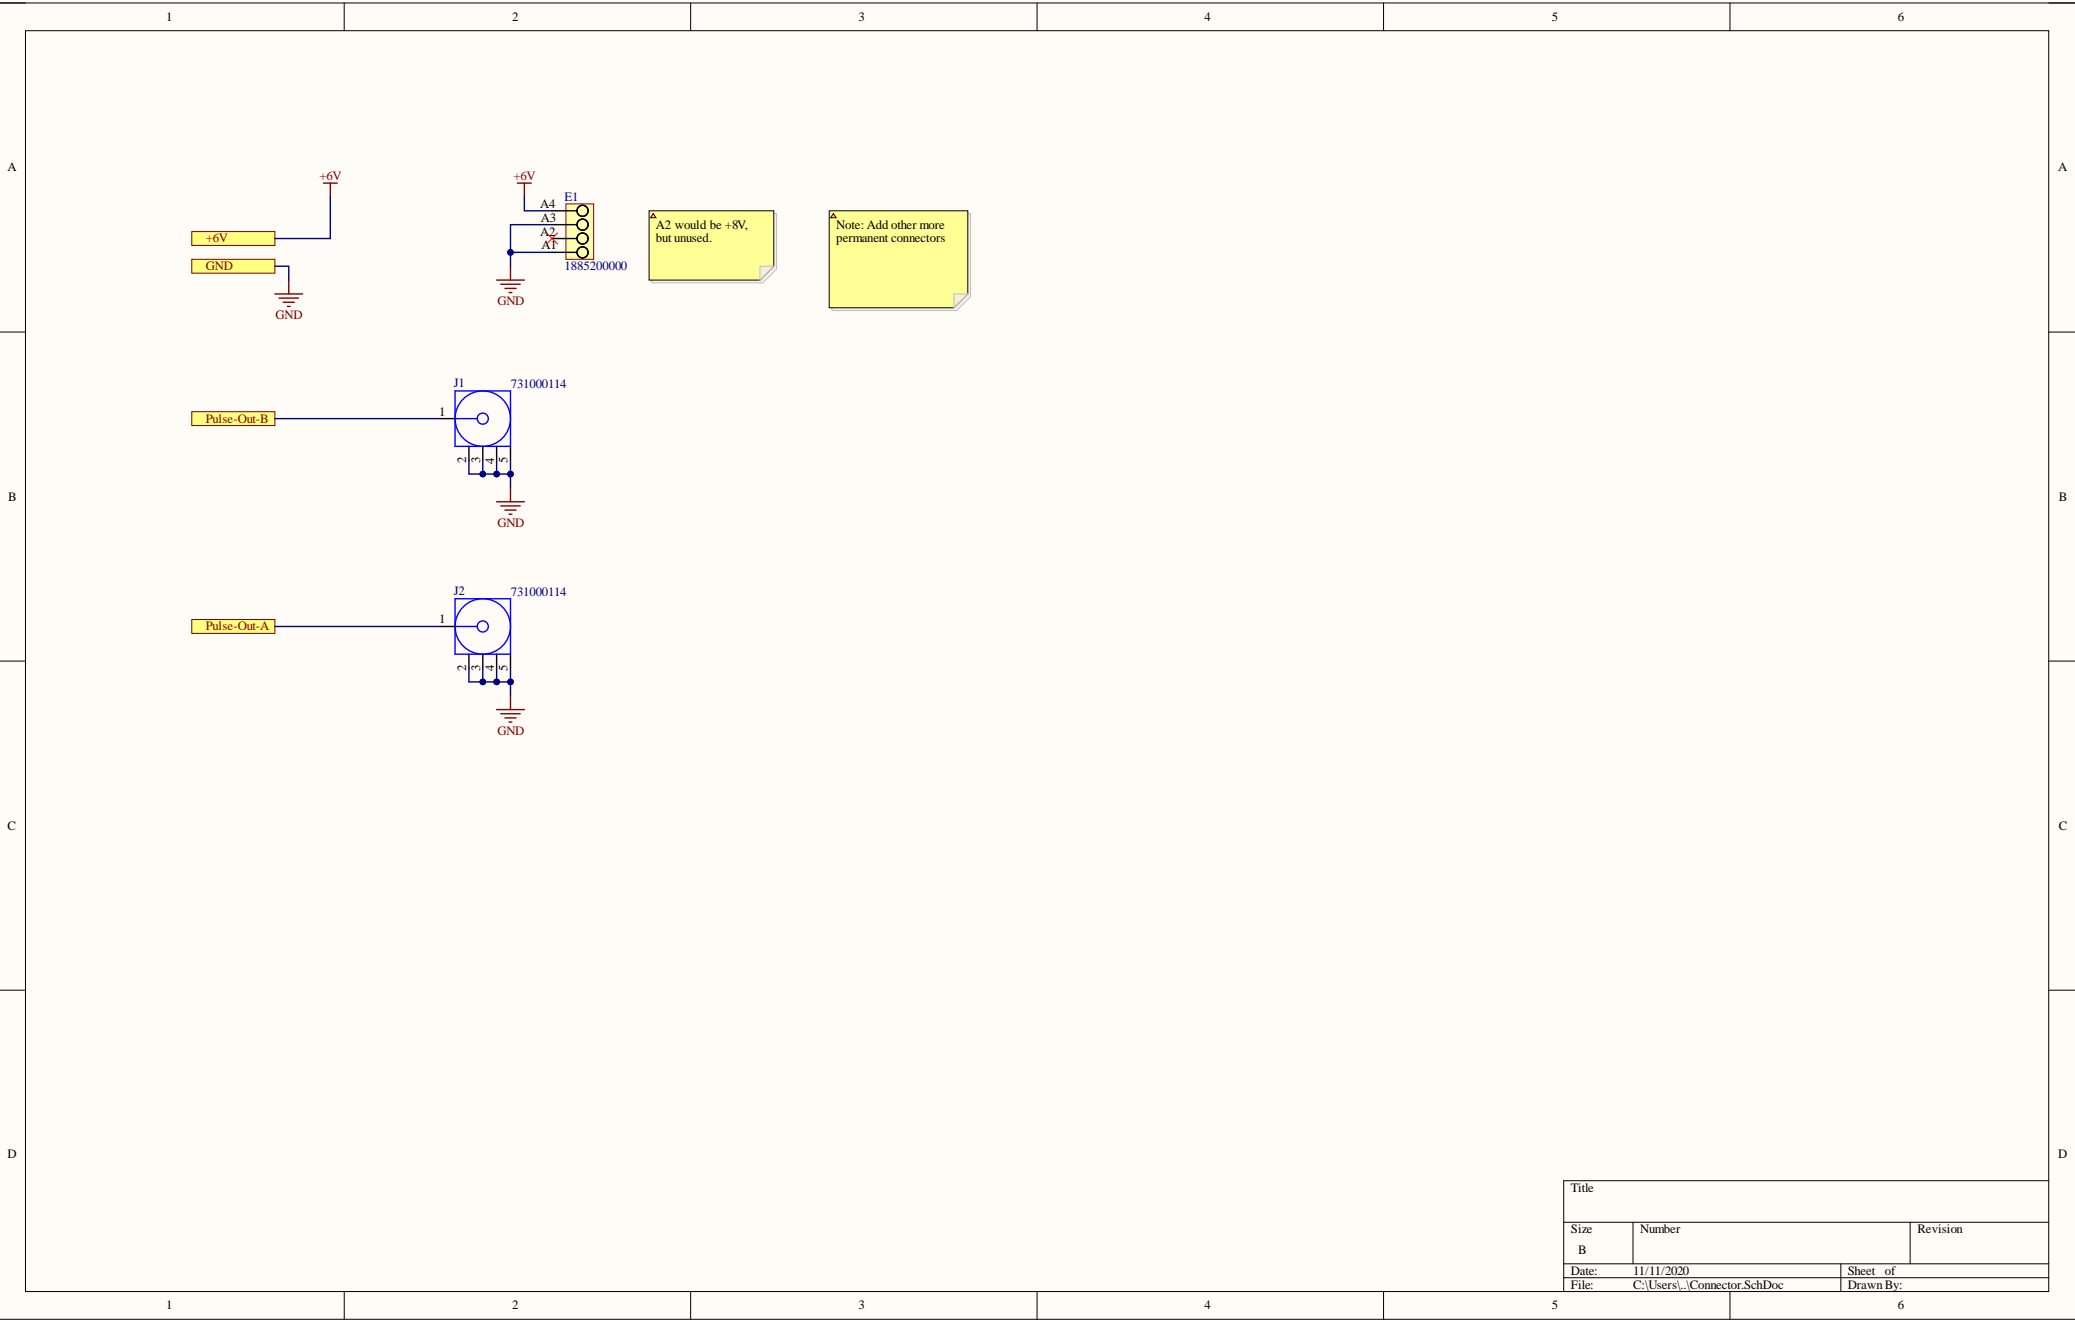 1 2 3 4 5 6
A A
+6V +6V
E1
A4
A3
A2
A1
1885200000
A2 would be +8V,
but unused.
Note: Add other more
permanent connectors
+6V
GND
GND
GND
J1 731000114
Pulse-Out-B
1
2 3 4 5
B B
GND
J2 731000114
Pulse-Out-A
1
2 3 4 5
GND
C C
D D
Title
Size Number Revision
B
Date: 11/11/2020 Sheet of
File: C:\Users\..\Connector.SchDoc Drawn By:
1 2 3 4 5 6